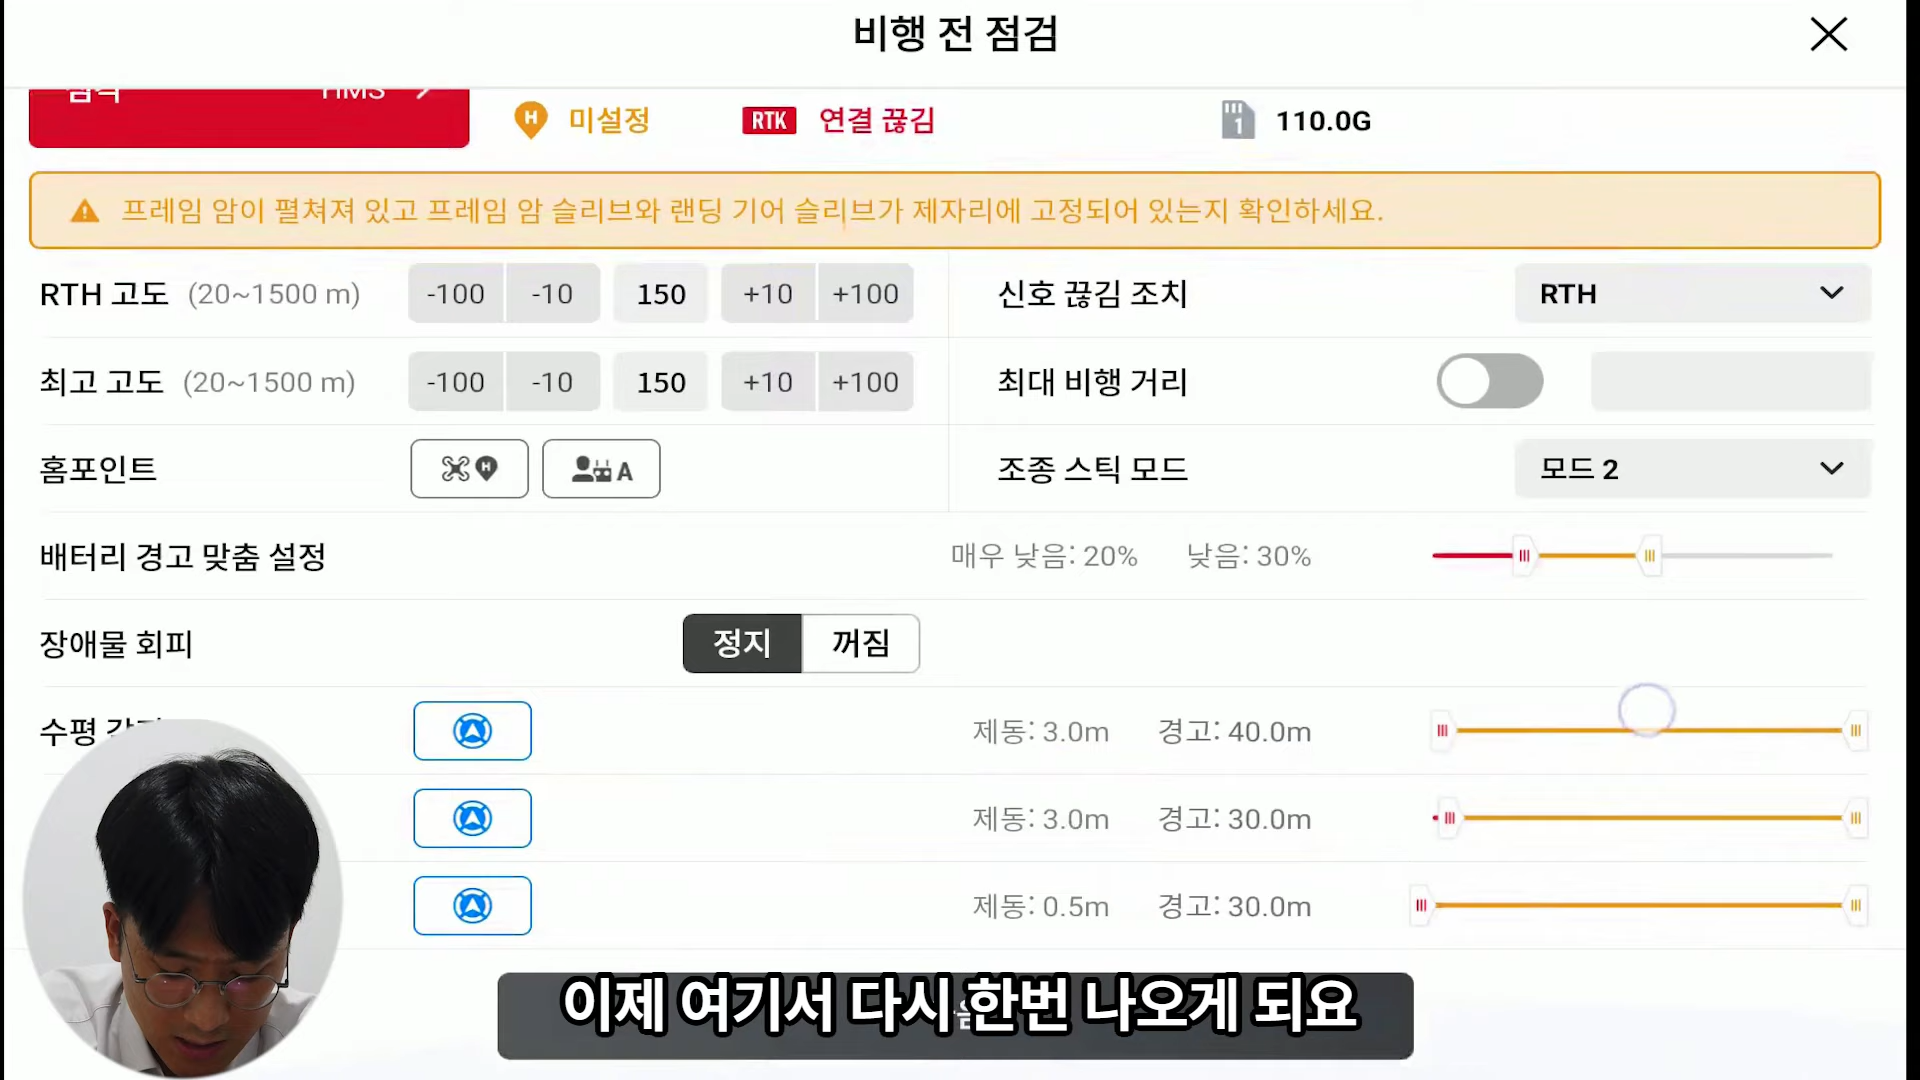 비행 전 점검
HMS
H 미설정 RTK 연결 끊김 1 110.0G
프레임 암이 펼쳐져 있고 프레임 암 슬리브와 랜딩 기어 슬리브가 제자리에 고정되어 있는지 확인하세요.
RTH 고도 (20~1500 m) -100 -10 150 +10 +100 신호 끊김 조치 RTH
최고 고도 (20~1500 m) -100 -10 150 +10 +100 최대 비행 거리
홈포인트 H A 조종 스틱 모드 모드 2
배터리 경고 맞춤 설정 매우 낮음: 20% 낮음: 30%
장애물 회피 정지 꺼짐
수평 제동: 3.0m 경고: 40.0m
제동: 3.0m 경고: 30.0m
제동: 0.5m 경고: 30.0m
이제 여기서 다시 한번 나오게 되요